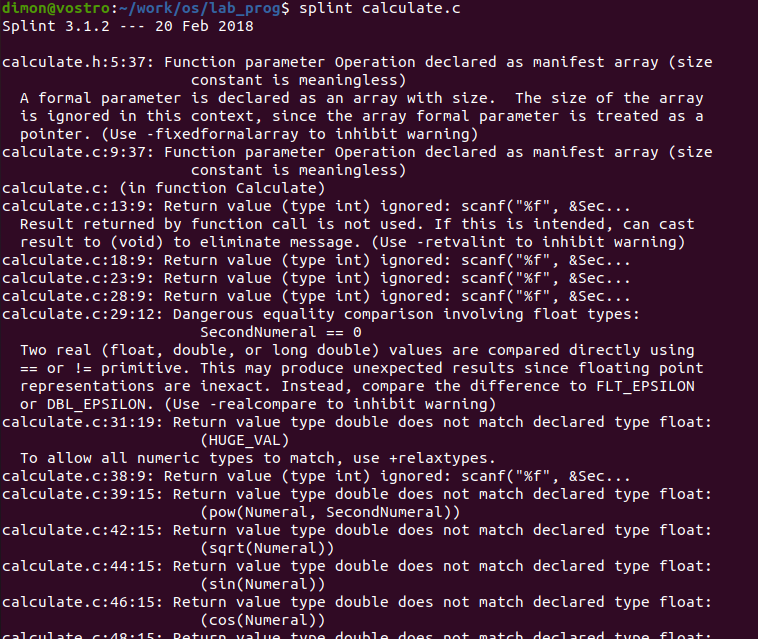 dimon@vostro:~/work/os/lab_prog$ splint calculate.c
Splint 3.1.2 --- 20 Feb 2018
calculate.h:5:37: Function parameter Operation declared as manifest array (size
constant is meaningless)
A formal parameter is declared as an array with size.  The size of the array
is ignored in this context, since the array formal parameter is treated as a
pointer. (Use -fixedformalarray to inhibit warning)
calculate.c:9:37: Function parameter Operation declared as manifest array (size
constant is meaningless)
calculate.c: (in function Calculate)
calculate.c:13:9: Return value (type int) ignored: scanf("%f", &Sec...
Result returned by function call is not used. If this is intended, can cast
result to (void) to eliminate message. (Use -retvalint to inhibit warning)
calculate.c:18:9: Return value (type int) ignored: scanf("%f", &Sec...
calculate.c:23:9: Return value (type int) ignored: scanf("%f", &Sec...
calculate.c:28:9: Return value (type int) ignored: scanf("%f", &Sec...
calculate.c:29:12: Dangerous equality comparison involving float types:
SecondNumeral == 0
Two real (float, double, or long double) values are compared directly using
== or != primitive. This may produce unexpected results since floating point
representations are inexact. Instead, compare the difference to FLT_EPSILON
or DBL_EPSILON. (Use -realcompare to inhibit warning)
calculate.c:31:19: Return value type double does not match declared type float:
(HUGE_VAL)
To allow all numeric types to match, use +relaxtypes.
calculate.c:38:9: Return value (type int) ignored: scanf("%f", &Sec...
calculate.c:39:15: Return value type double does not match declared type float:
(pow(Numeral, SecondNumeral))
calculate.c:42:15: Return value type double does not match declared type float:
(sqrt(Numeral))
calculate.c:44:15: Return value type double does not match declared type float:
(sin(Numeral))
calculate.c:46:15: Return value type double does not match declared type float:
(cos(Numeral))
calculate.c:48:15: Return value type double does not match declared type float: